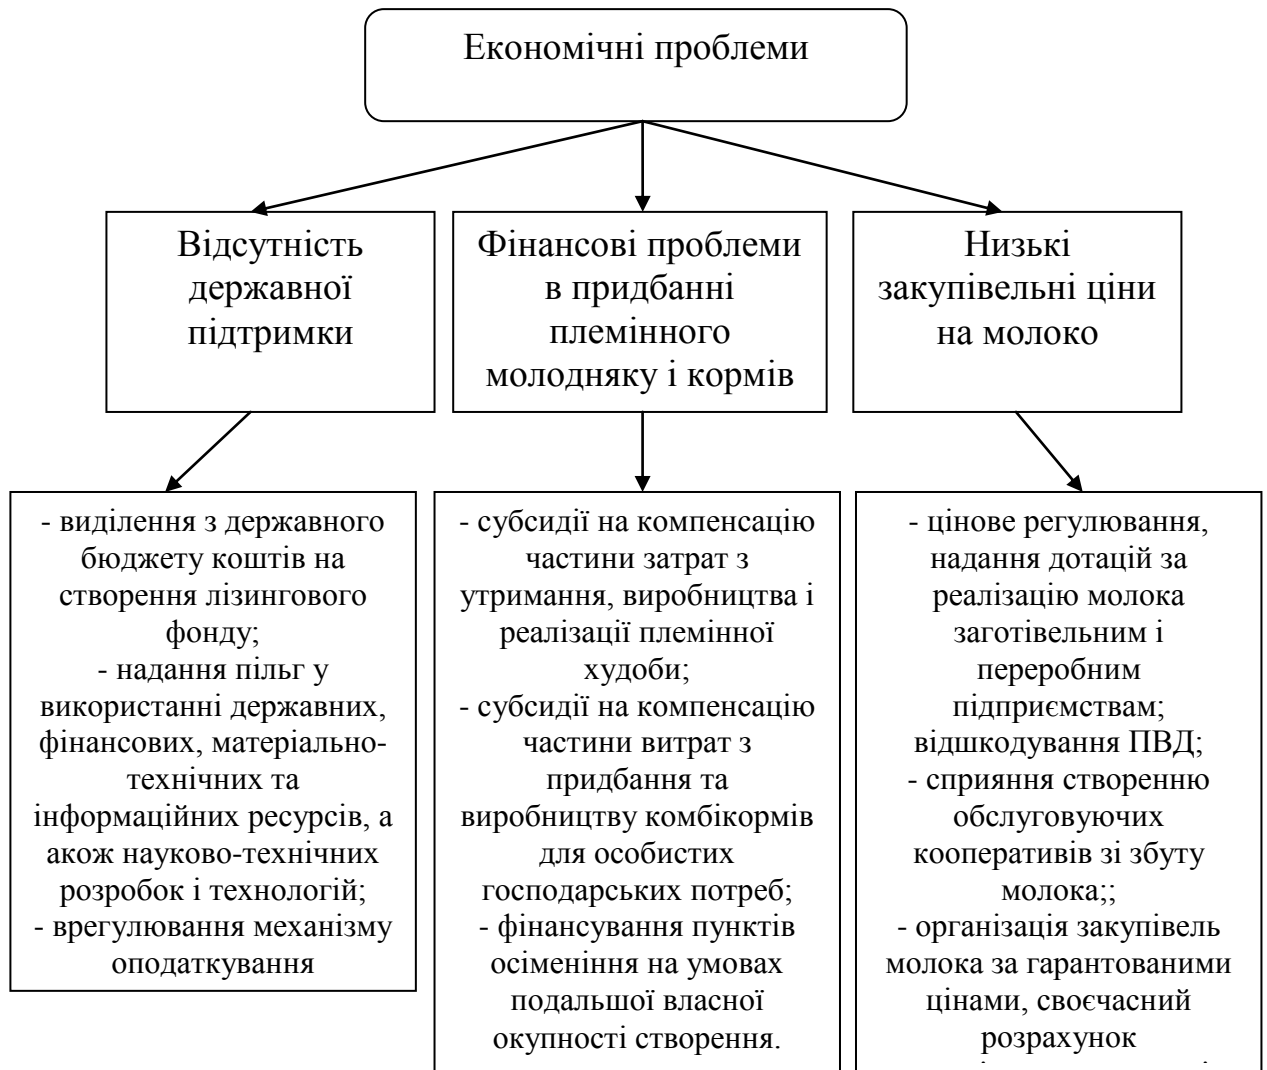 Економічні проблеми
Відсутність
державної
підтримки
Фінансові проблеми
в придбанні
племінного
молодняку і кормів
Низькі
закупівельні ціни
на молоко
- виділення з державного
бюджету коштів на
створення лізингового
фонду;
- надання пільг у
використанні державних,
фінансових, матеріально-
технічних та
інформаційних ресурсів, а
акож науково-технічних
розробок і технологій;
- врегулювання механізму
оподаткування
- субсидії на компенсацію
частини затрат з
утримання, виробництва і
реалізації племінної
худоби;
- субсидії на компенсацію
частини витрат з
придбання та
виробництву комбікормів
для особистих
господарських потреб;
- фінансування пунктів
осіменіння на умовах
подальшої власної
окупності створення.
- цінове регулювання,
надання дотацій за
реалізацію молока
заготівельним і
переробним
підприємствам;
відшкодування ПВД;
- сприяння створенню
обслуговуючих
кооперативів зі збуту
молока;;
- організація закупівель
молока за гарантованими
цінами, своєчасний
розрахунок